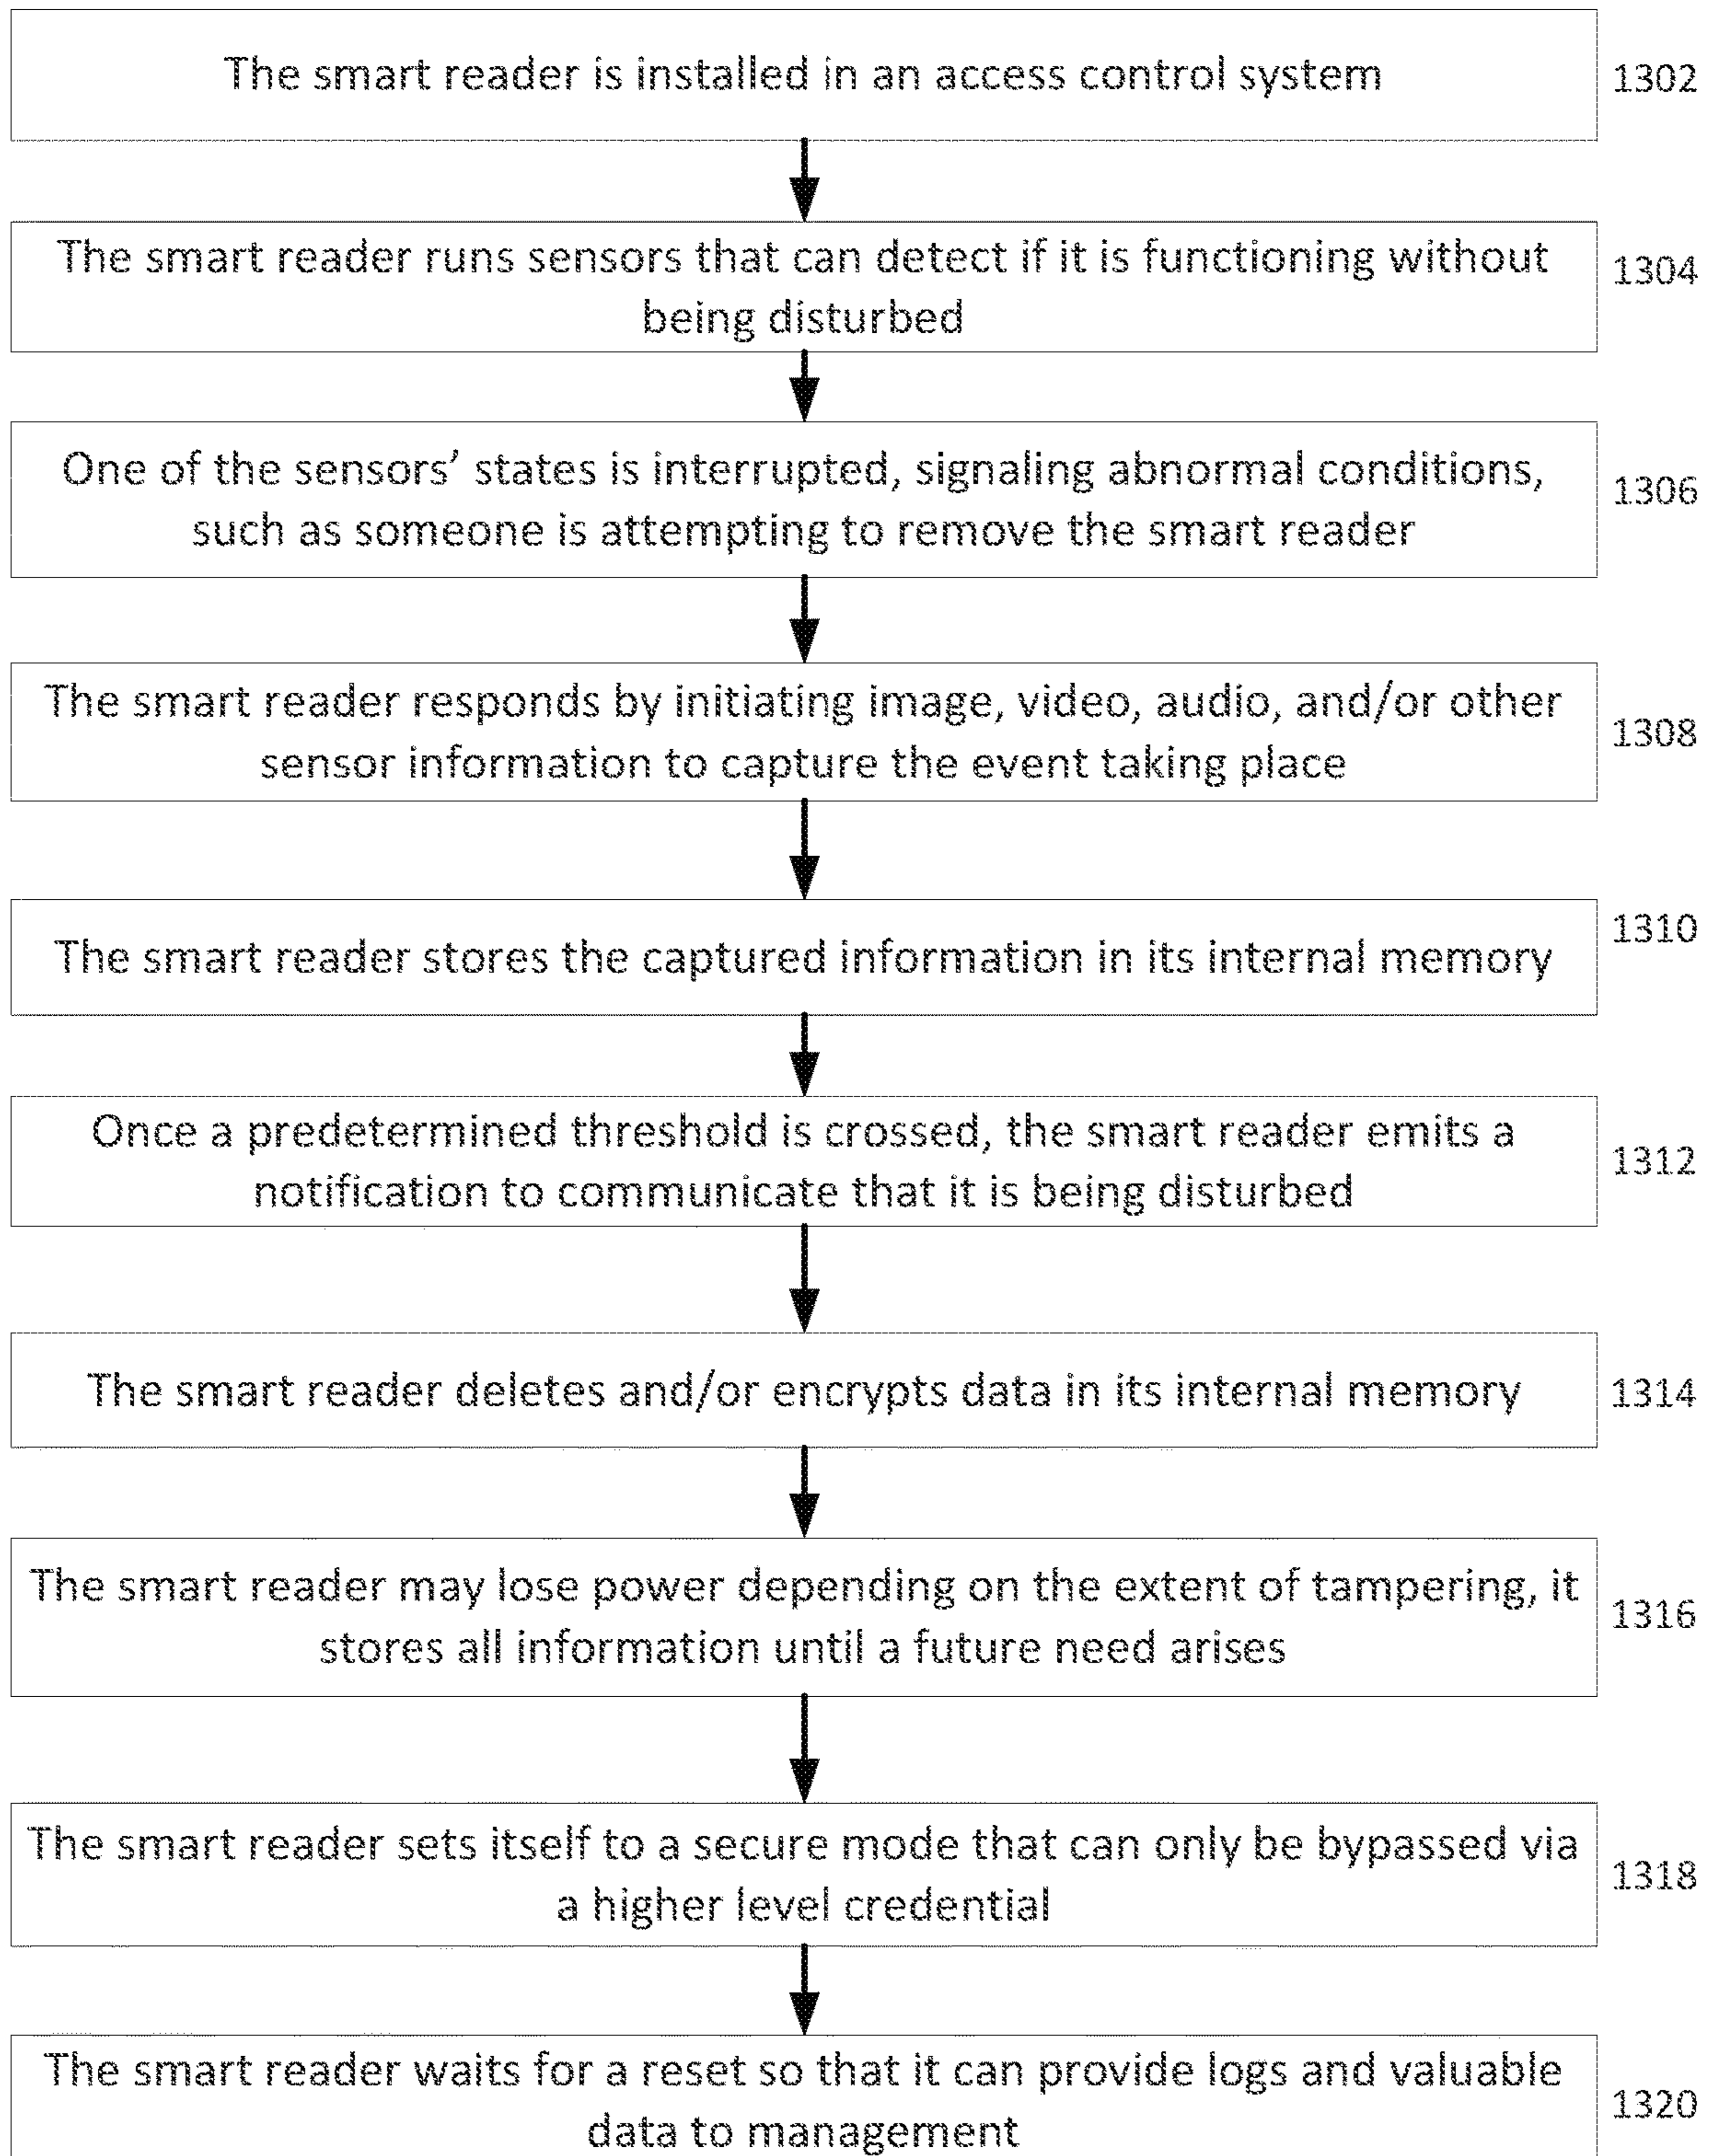 The smart reader is installed in an access control system
1302
The smart reader runs sensors that can detect if it is functioning without
being disturbed
1304
One of the sensors’ states is interrupted, signaling abnormal conditions,
such as someone is attempting to remove the smart reader
1306
The smart reader responds by initiating image, video, audio, and/or other
sensor information to capture the event taking place
1308
The smart reader stores the captured information in its internal memory
1310
Once a predetermined threshold is crossed, the smart reader emits a
notification to communicate that it is being disturbed
1312
The smart reader deletes and/or encrypts data in its internal memory
1314
The smart reader may lose power depending on the extent of tampering, it
stores all information until a future need arises
1316
The smart reader sets itself to a secure mode that can only be bypassed via
a higher level credential
1318
The smart reader waits for a reset so that it can provide logs and valuable
data to management
1320